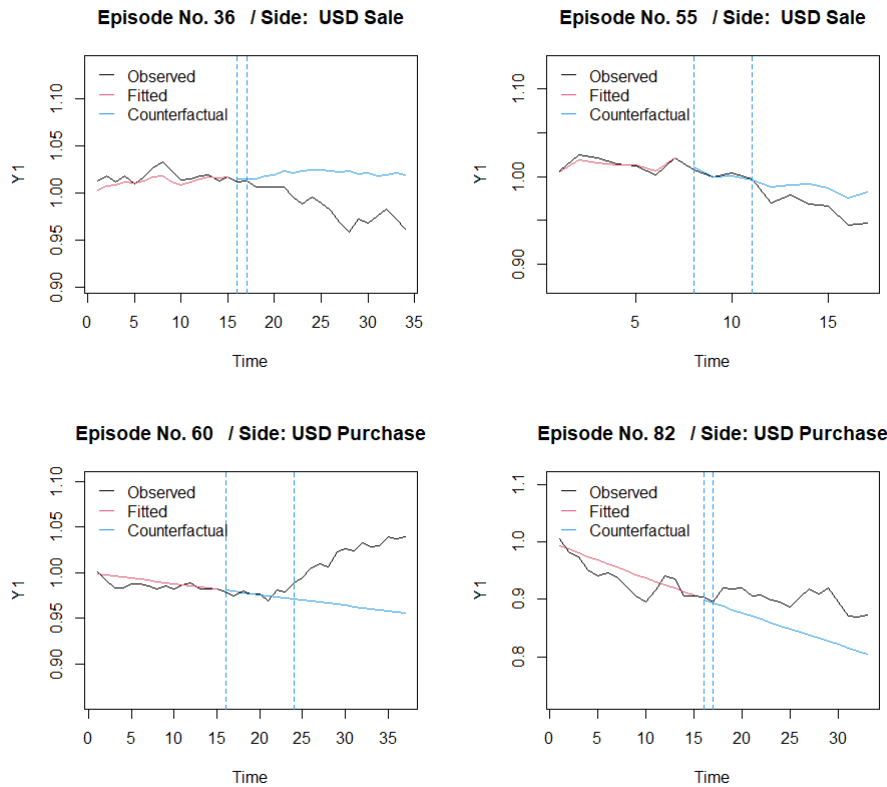 Episode No. 36 / Side: USD Sale
Observed
Fitted
Counterfactual
Y1
0.90 0.95 1.00 1.05 1.10
0 5 10 15 20 25 30 35
Time
Episode No. 55 / Side: USD Sale
Observed
Fitted
Counterfactual
Y1
0.90 1.00 1.10
5 10 15
Time
Episode No. 60 / Side: USD Purchase
Observed
Fitted
Counterfactual
Y1
0.90 0.95 1.00 1.05 1.10
0 5 10 15 20 25 30 35
Time
Episode No. 82 / Side: USD Purchase
Observed
Fitted
Counterfactual
Y1
0.8 0.9 1.0 1.1
0 5 10 15 20 25 30
Time